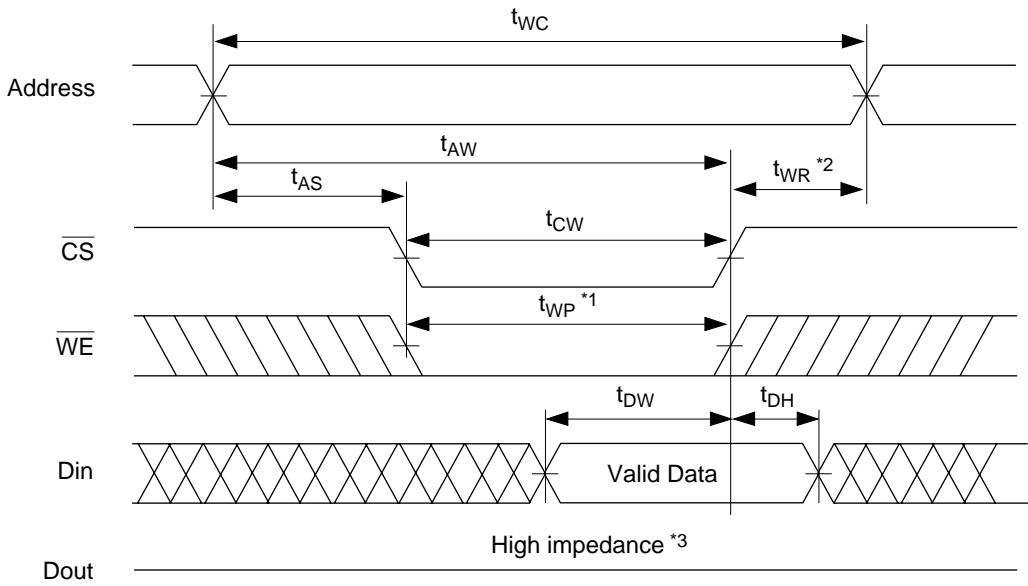 tWC
Address
tAW
tAS
tWR *2
tCW
CS
tWP *1
WE
tDW
tDH
Din
Valid Data
High impedance *3
Dout